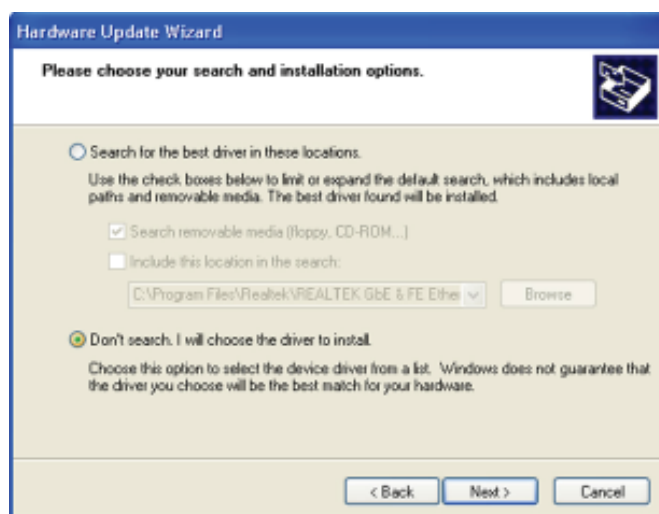 Hardware Update Wizard
Please choose your search and installation options.
Search for the best driver in these locations.
Use the check boxes below to limit or expand the default search, which includes local
paths and removable media. The best driver found will be installed.
Search removable media (floppy, CD-ROM...)
Include this location in the search:
C:\Program Files\Realtek\REALTEK GbE & FE Ether
Browse
Don't search. I will choose the driver to install.
Choose this option to select the device driver from a list. Windows does not guarantee that
the driver you choose will be the best match for your hardware.
< Back Next > Cancel